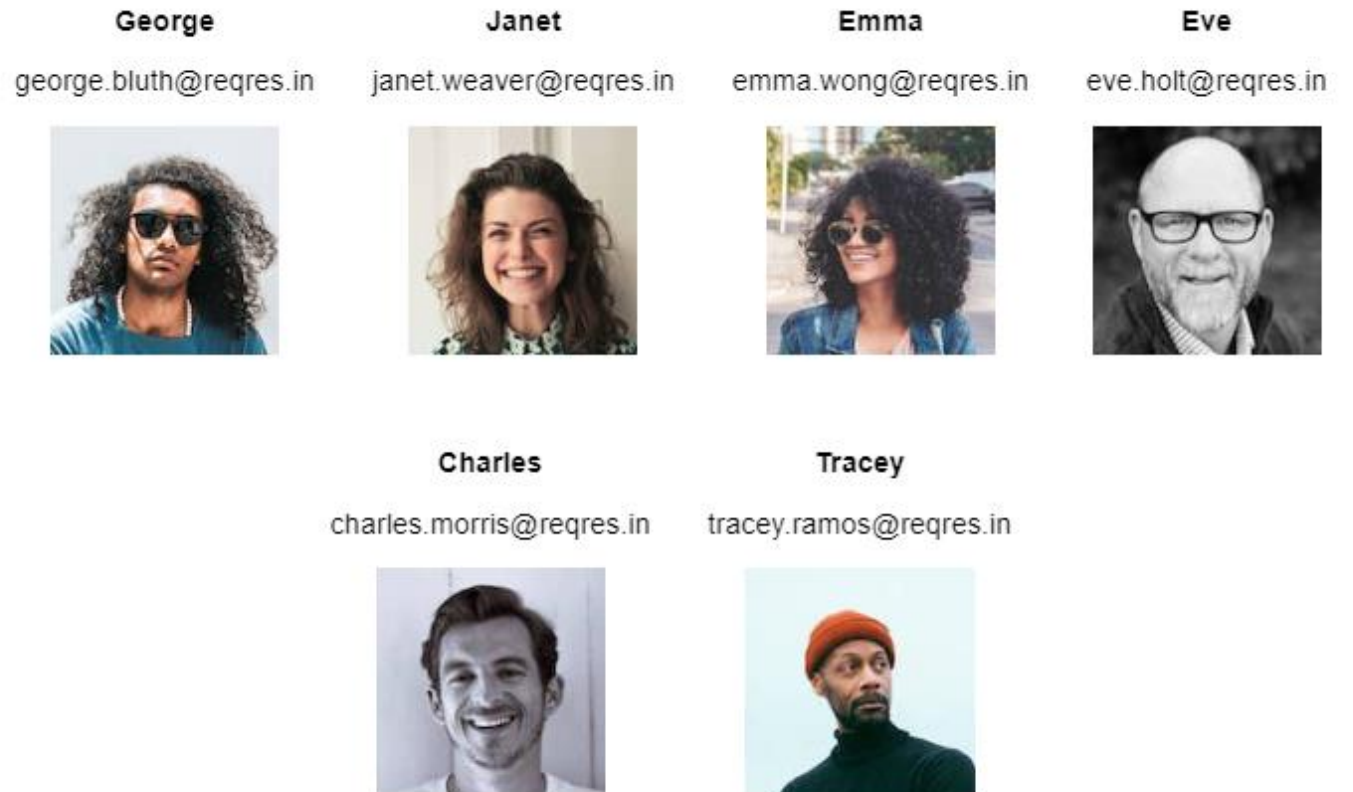 George
Janet
Emma
Eve
george.bluth@reqres.in
janet.weaver@reqres.in
emma.wong@reqres.in
eve.holt@reqres.in
Charles
Tracey
charles.morris@reqres.in
tracey.ramos@reqres.in